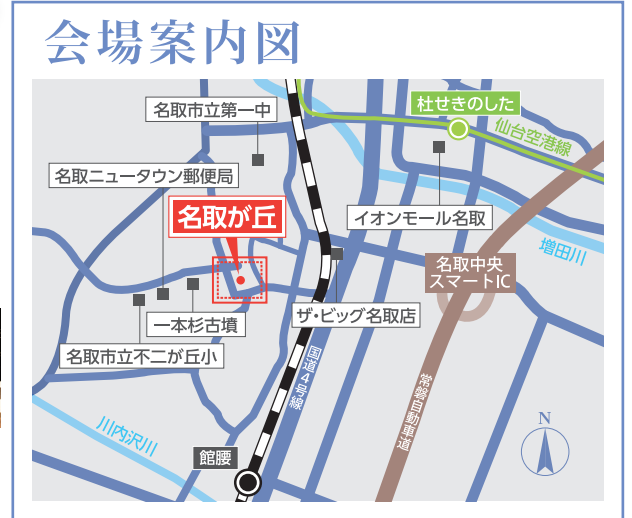 会場案内図
杜せきのした
名取市立第一中
仙台空港線
名取ニュータウン郵便局
名取が丘
イオンモール名取
増田川
名取中央
スマートIC
一本杉古墳
ザ・ビッグ名取店
名取市立不二が丘小
国道4号線
常磐自動車道
川内沢川
館腰
N